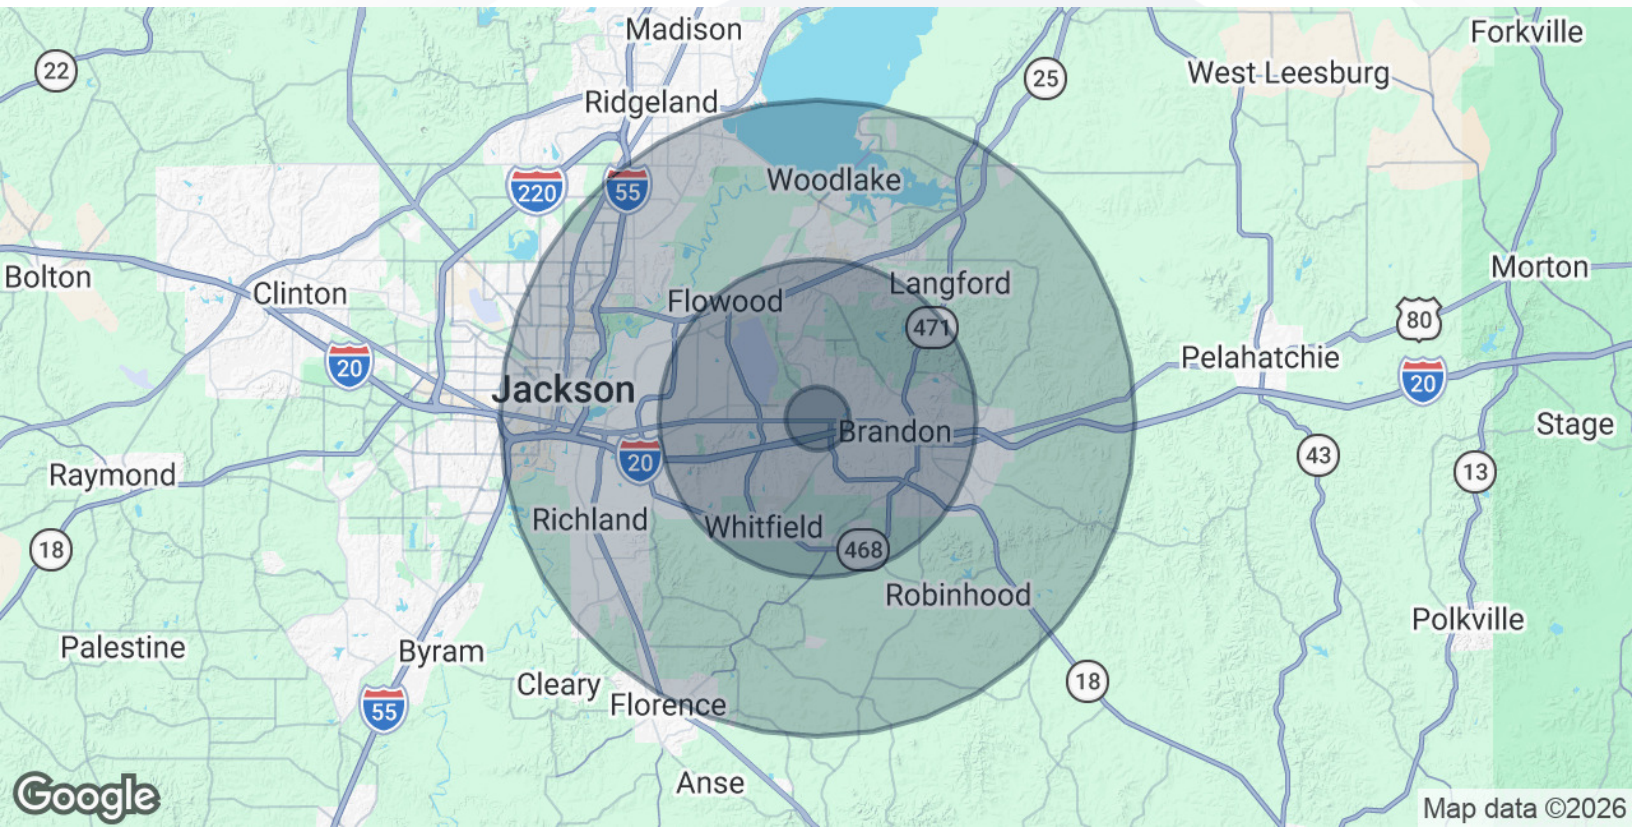 Madison
Forkville
22
25
West Leesburg
Ridgeland
Woodlake
220
55
Bolton
Clinton
Flowood
Langford
Morton
471
80
20
Pelahatchie
20
Jackson
Brandon
Stage
20
43
13
Raymond
Richland
Whitfield
18
468
Robinhood
Polkville
Palestine
Byram
Cleary
Florence
18
55
Anse
Google
Map data ©2026